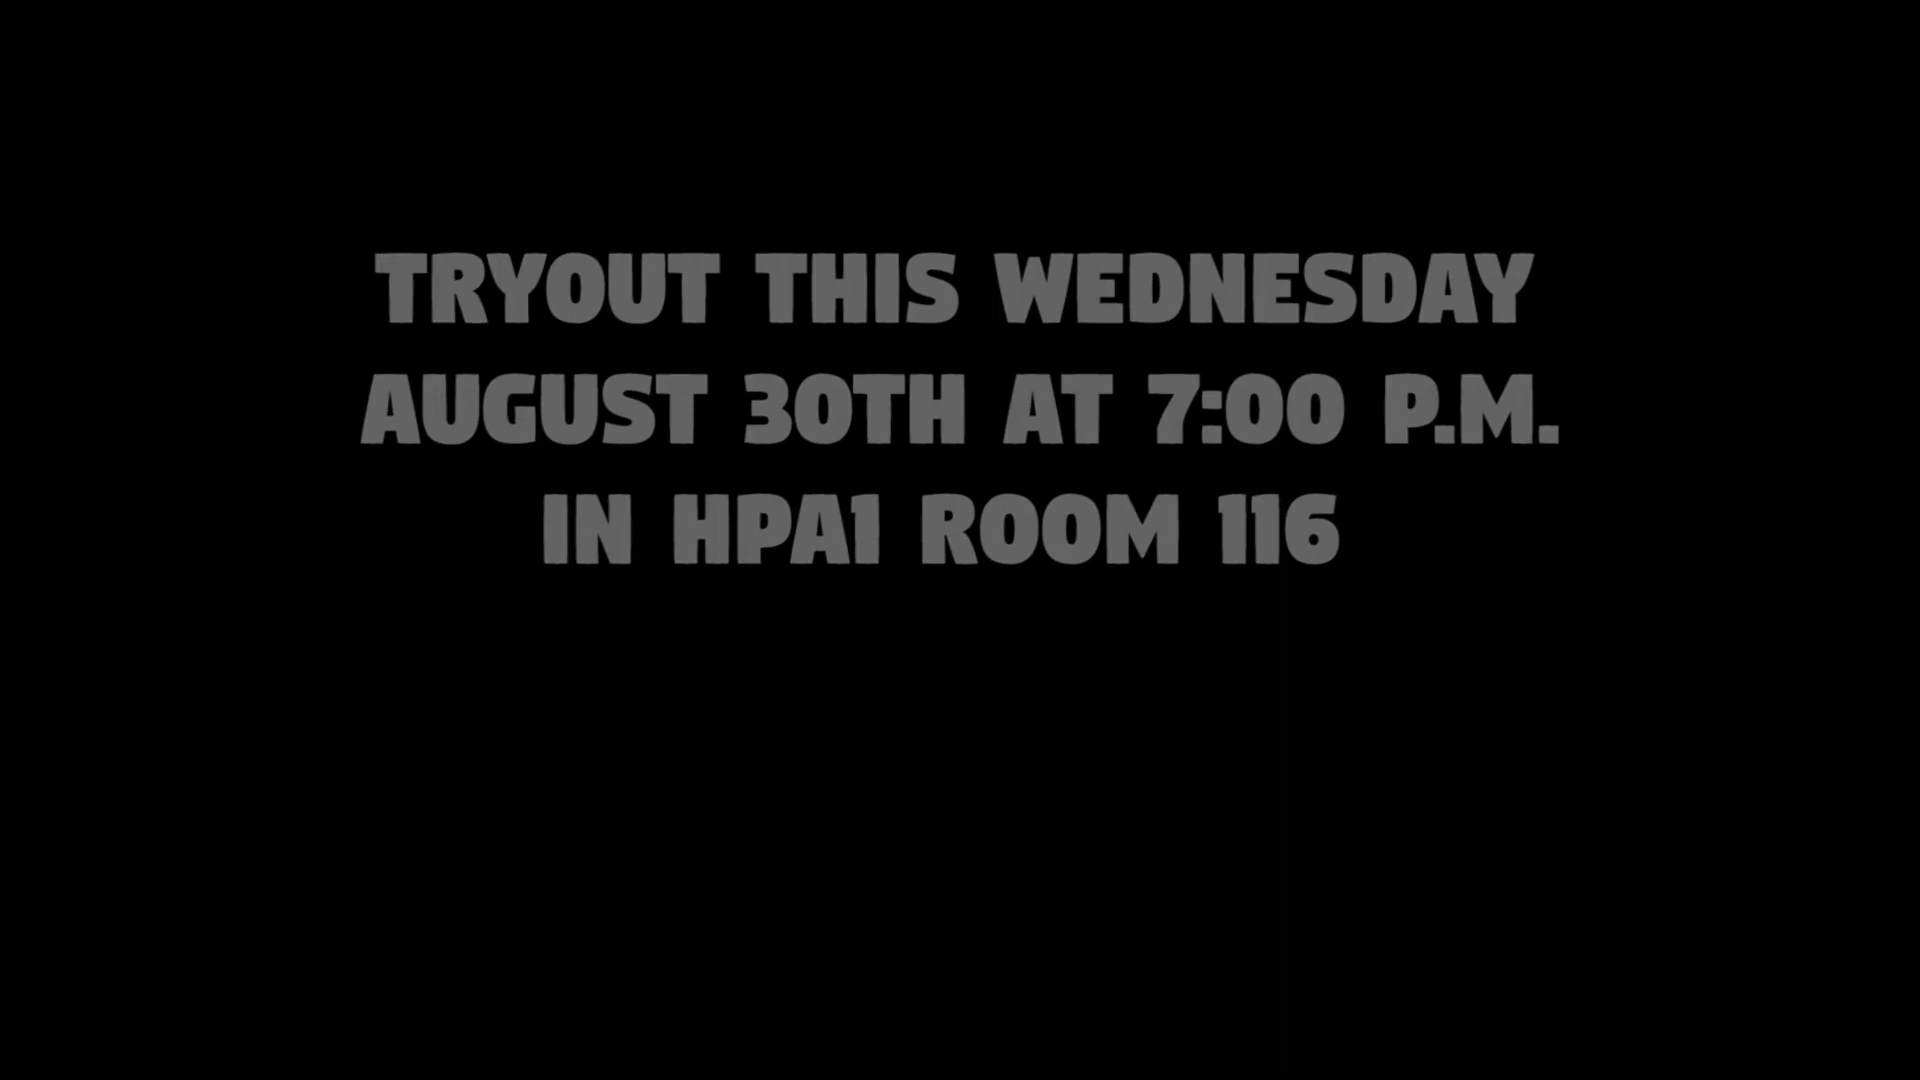 TRYOUT THIS WEDNESDAY
AUGUST 30TH AT 7:00 P.M.
IN HPA1 ROOM 116